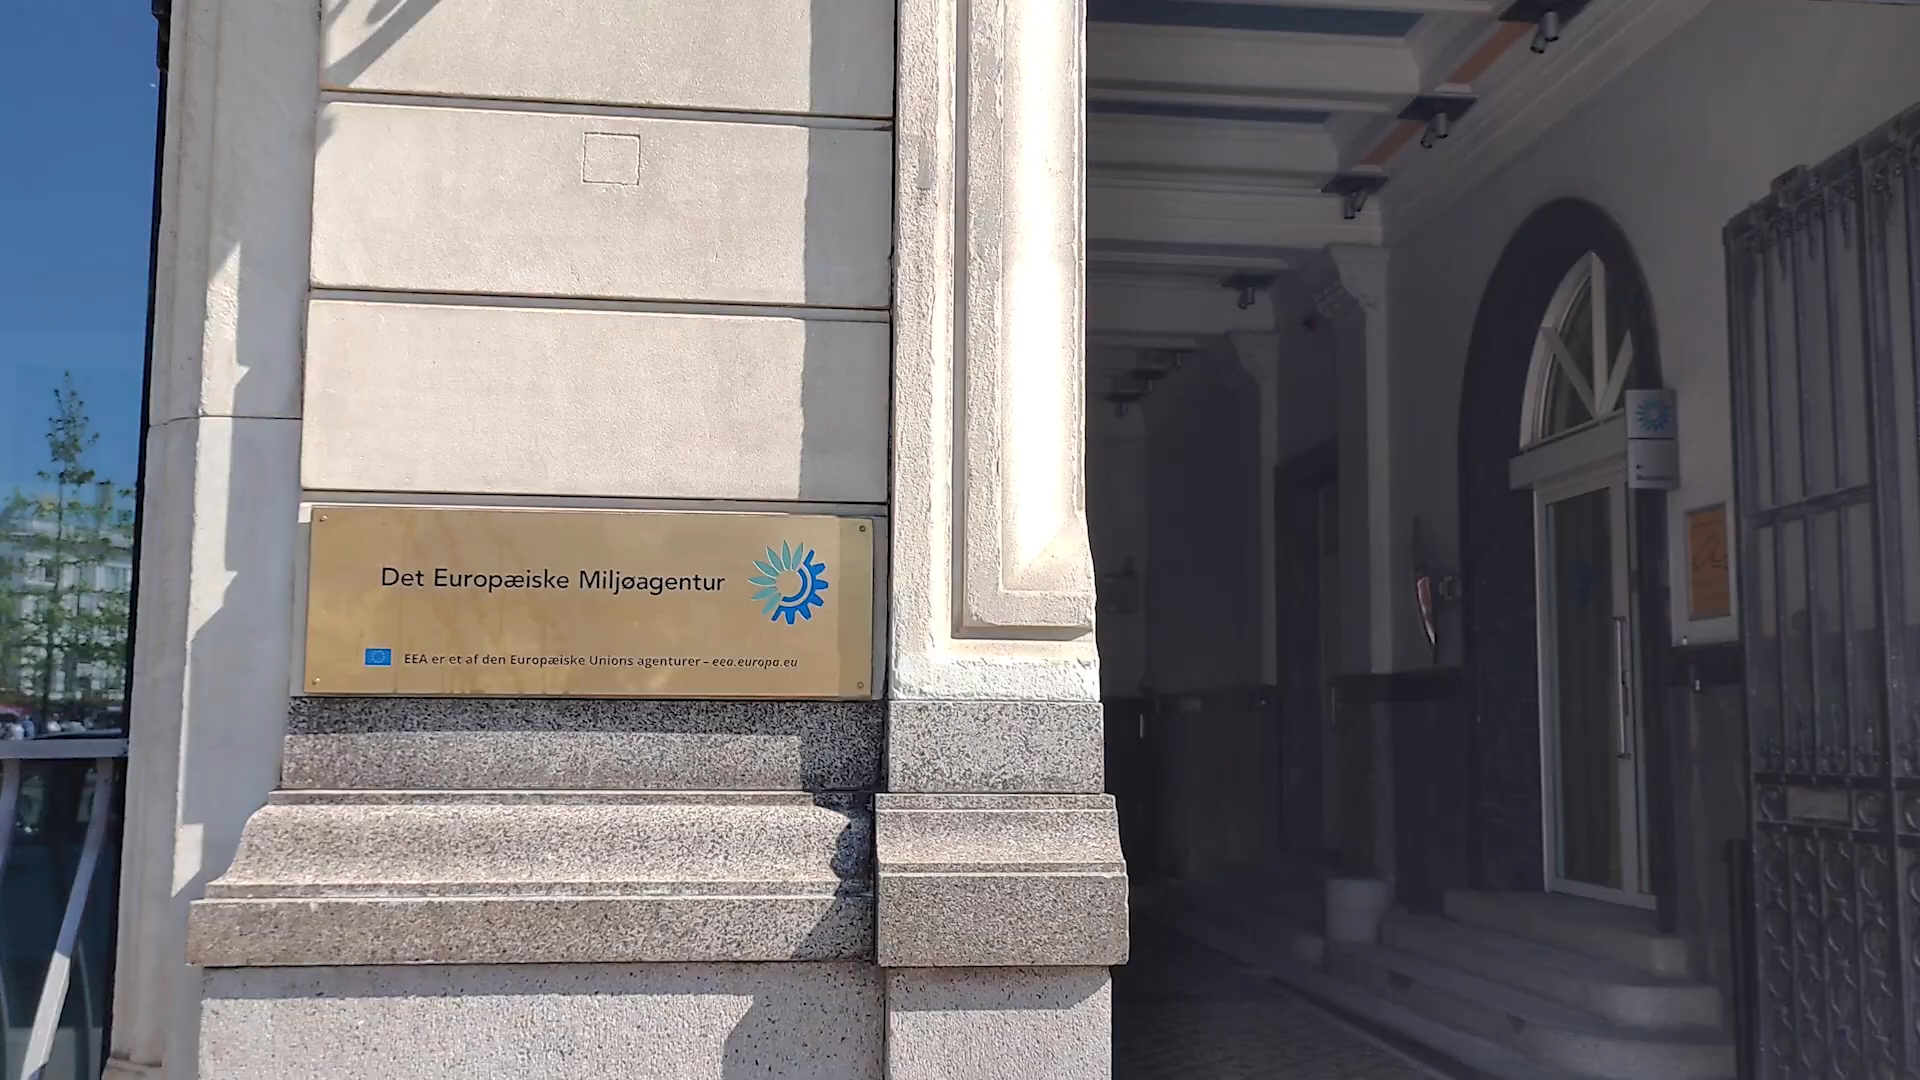 Det Europæiske Miljøagentur
EEA er et af den Europæiske Unions agenturer – eea.europa.eu